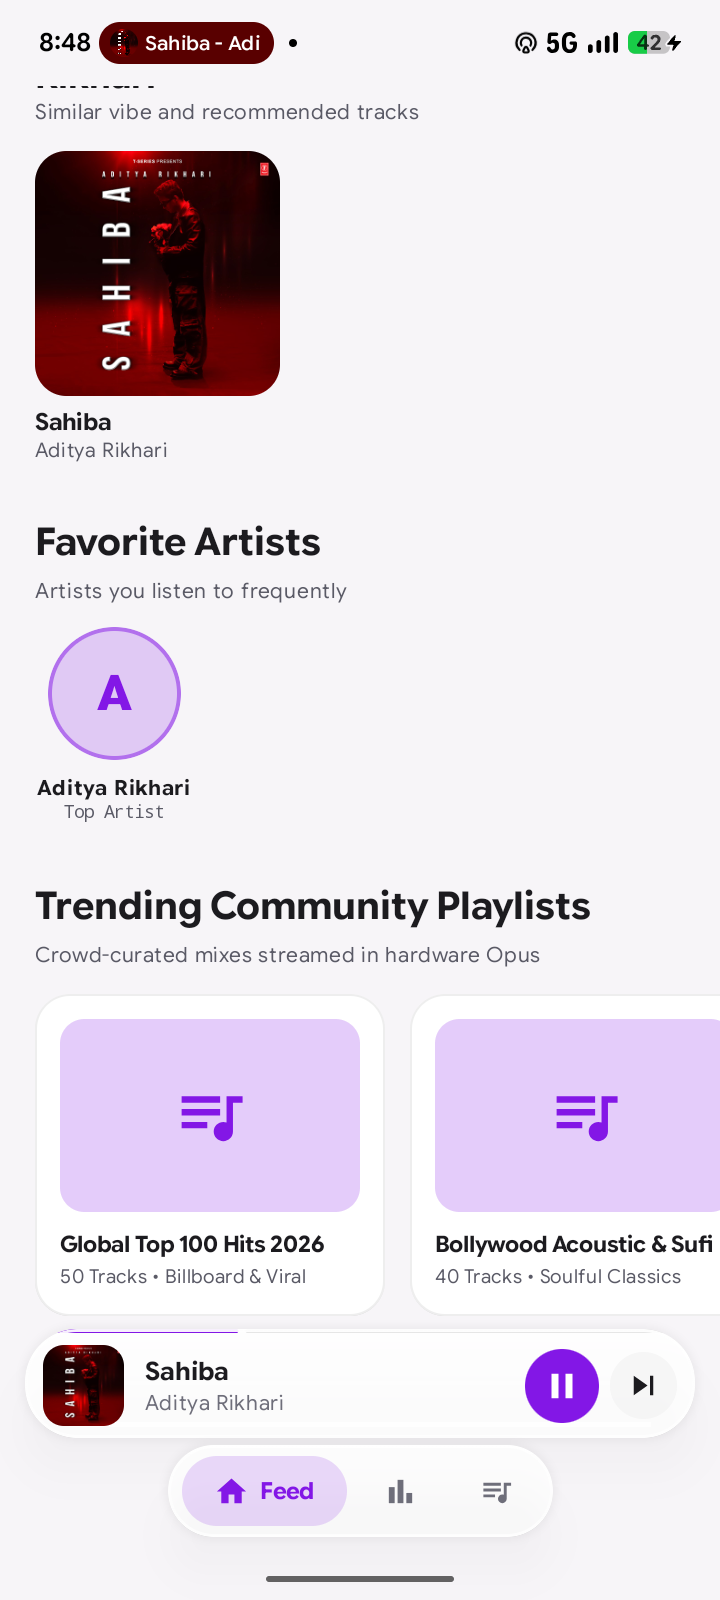 8:48
Sahiba - Adi
5G
42
Rikhari
Similar vibe and recommended tracks
T-SERIES PRESENTS
ADITYA RIKHARI
SAHIBA
Sahiba
Aditya Rikhari
Favorite Artists
Artists you listen to frequently
A
Aditya Rikhari
Top Artist
Trending Community Playlists
Crowd-curated mixes streamed in hardware Opus
Global Top 100 Hits 2026
50 Tracks • Billboard & Viral
Bollywood Acoustic & Sufi
40 Tracks • Soulful Classics
SAHIBA
Sahiba
Aditya Rikhari
Feed